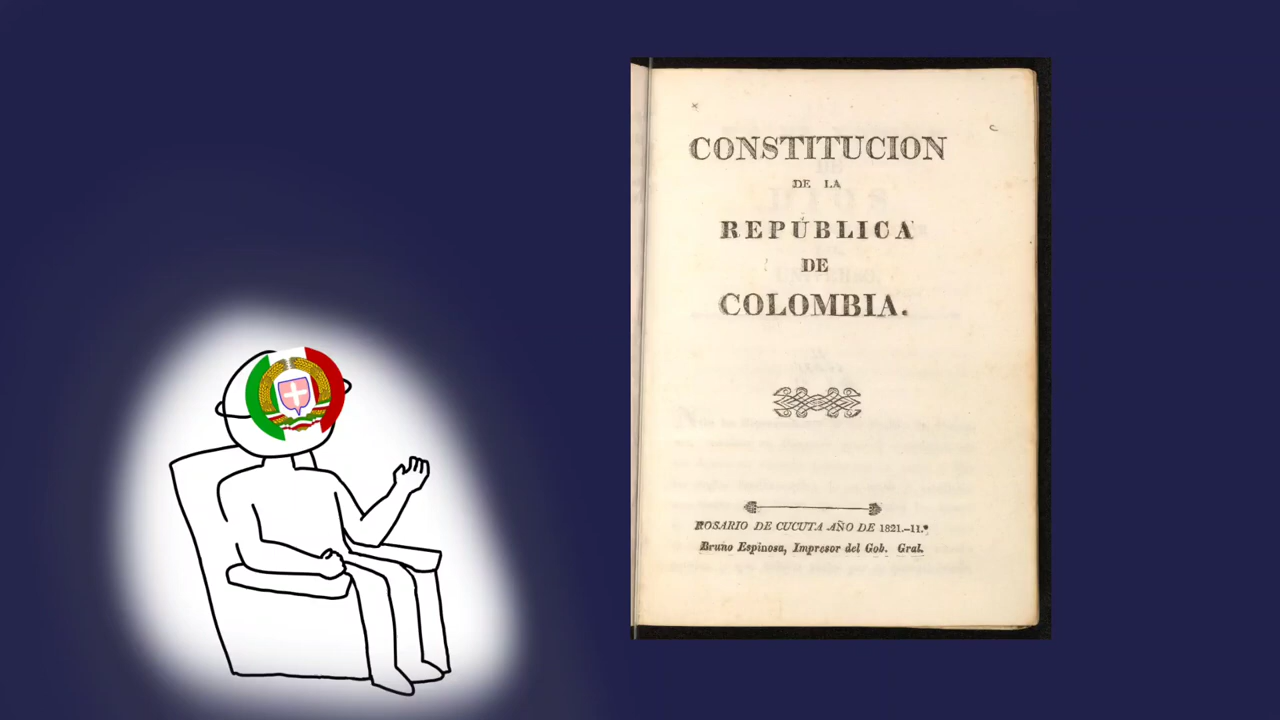 CONSTITUCION
DE LA
REPÚBLICA
DE
COLOMBIA.
ROSARIO DE CUCUTA AÑO DE 1821.-11.º
Bruno Espinosa, Impresor del Gob. Gral.